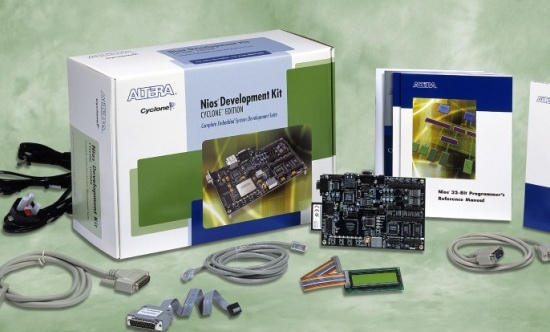 ALTERA
Cyclone
Nios Development Kit
CYCLONE EDITION
Complete Embedded System Development Suite
Nios Development Kit
ALTERA
Nios 32-Bit Programmer's
Reference Manual